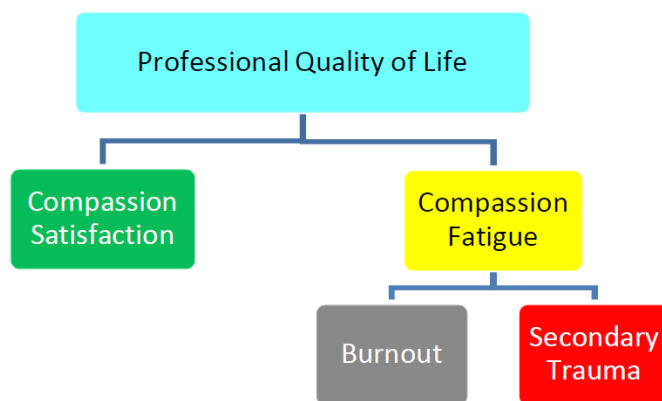 Professional Quality of Life
Compassion
Satisfaction
Compassion
Fatigue
Burnout
Secondary
Trauma